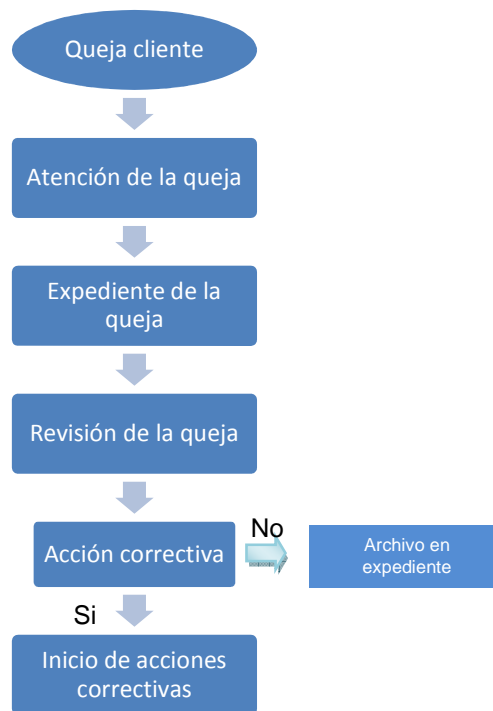 Queja cliente
Atención de la queja
Expediente de la
queja
Revisión de la queja
Acción correctiva
No
Archivo en
expediente
Si
Inicio de acciones
correctivas